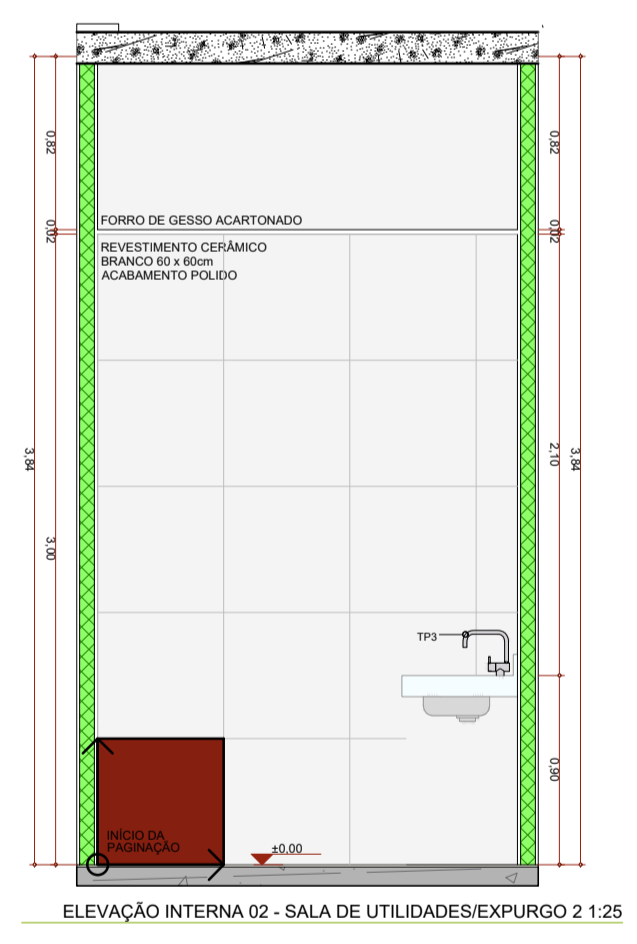 0,82
0,82
FORRO DE GESSO ACARTONADO
0,02
0,02
REVESTIMENTO CERÂMICO
BRANCO 60 x 60cm
ACABAMENTO POLIDO
3,84
2,10
3,84
3,00
TP3
0,90
INÍCIO DA
PAGINAÇÃO
±0,00
ELEVAÇÃO INTERNA 02 - SALA DE UTILIDADES/EXPURGO 2 1:25